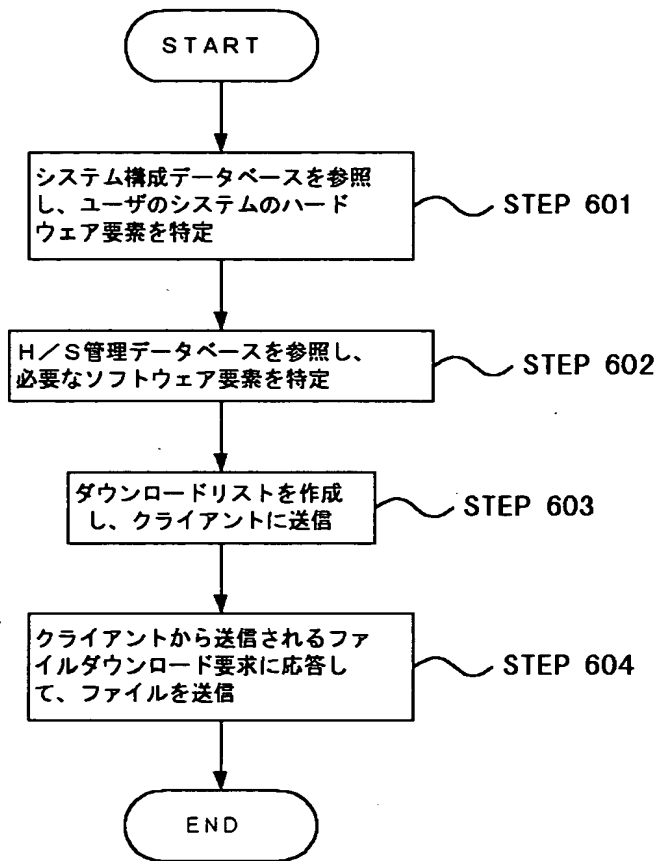 START
システム構成データベースを参照
し、ユーザのシステムのハード
ウェア要素を特定
STEP 601
H/S管理データベースを参照し、
必要なソフトウェア要素を特定
STEP 602
ダウンロードリストを作成
し、クライアントに送信
STEP 603
クライアントから送信されるファ
イルダウンロード要求に応答し
て、ファイルを送信
STEP 604
END